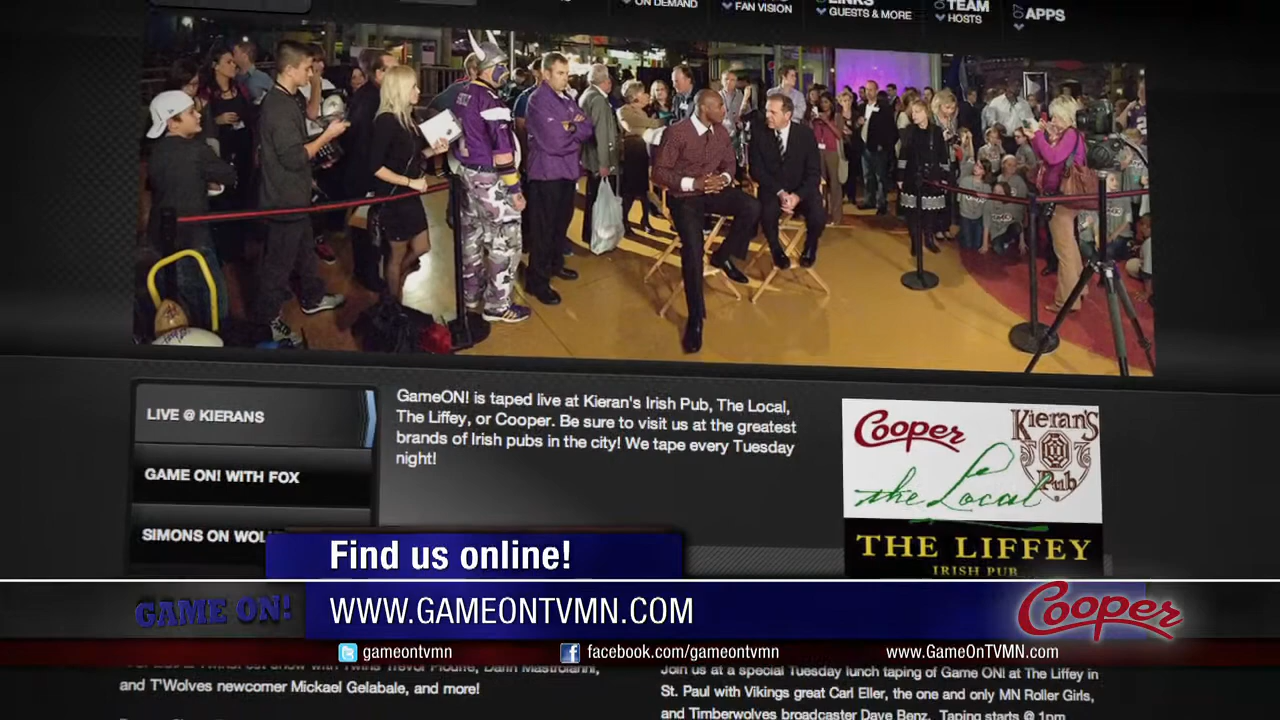 ON DEMAND
FAN VISION
LINKS
GUESTS & MORE
TEAM
HOSTS
07 APPS
LIVE @ KIERANS
GAME ON! WITH FOX
SIMONS ON
GameON! is taped live at Kieran's Irish Pub, The Local,
The Liffey, or Cooper. Be sure to visit us at the greatest
brands of Irish pubs in the city! We tape every Tuesday
night!
Cooper
Kieran's
Pub
the Local
THE LIFFEY
IRISH PUB
Find us online!
GAME ON!
WWW.GAMEONTVMN.COM
Cooper
gameontvmn
facebook.com/gameontvmn
www.GameOnTVMN.com
and T'Wolves newcomer Mickael Gelabale, and more!
Join us at a special Tuesday lunch taping of Game ON! at The Liffey in
St. Paul with Vikings great Carl Eller, the one and only MN Roller Girls,
and Timberwolves broadcaster Dave Benz. Taping starts @ 1pm